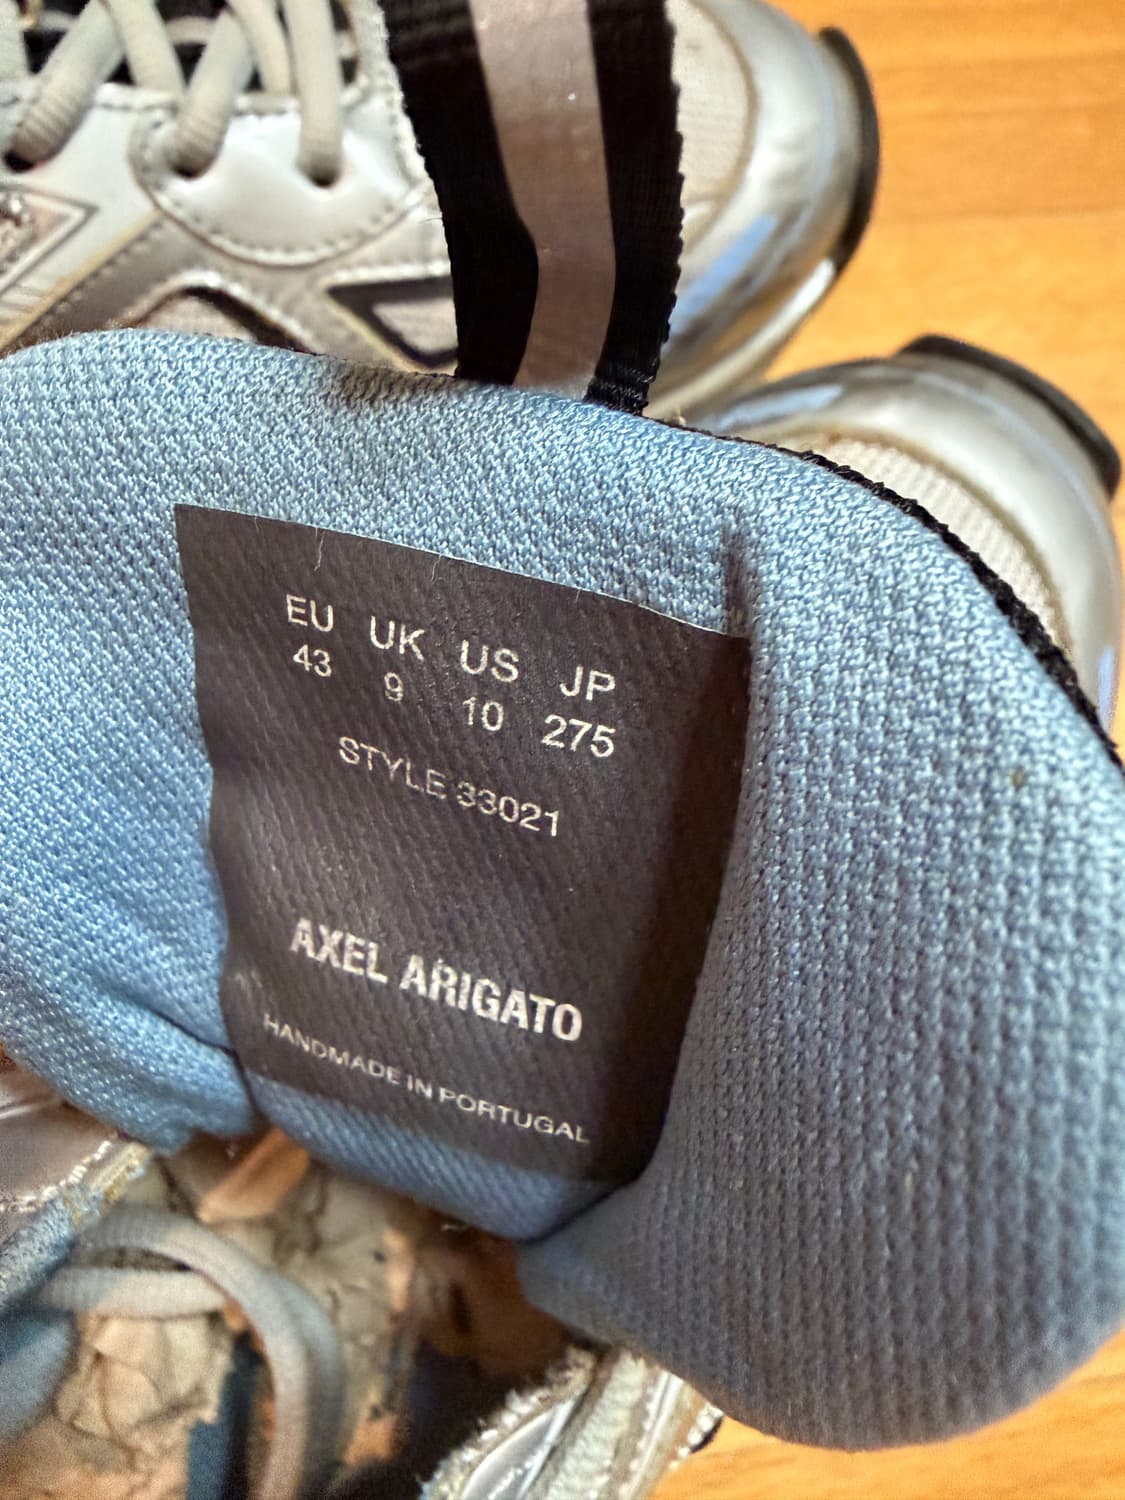 EU UK US JP
43 9 10 275
STYLE 33021
AXEL ARIGATO
HANDMADE IN PORTUGAL